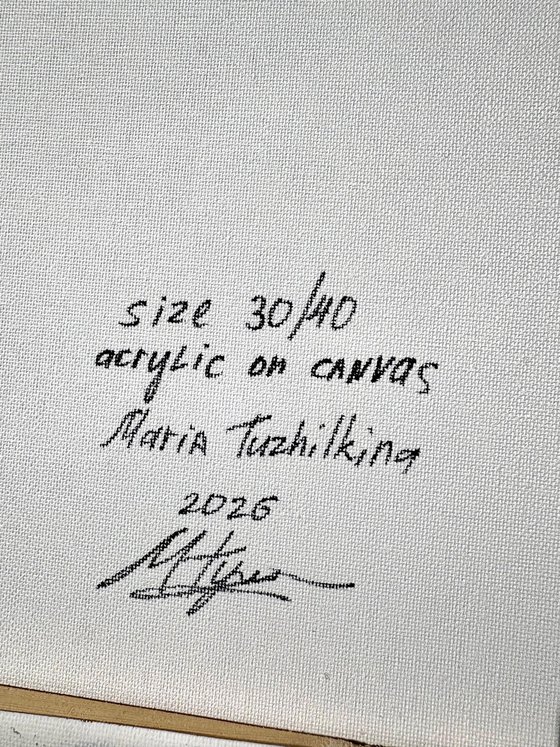 size 30/40
acrylic on canvas
Maria Tuzhilkina
2026